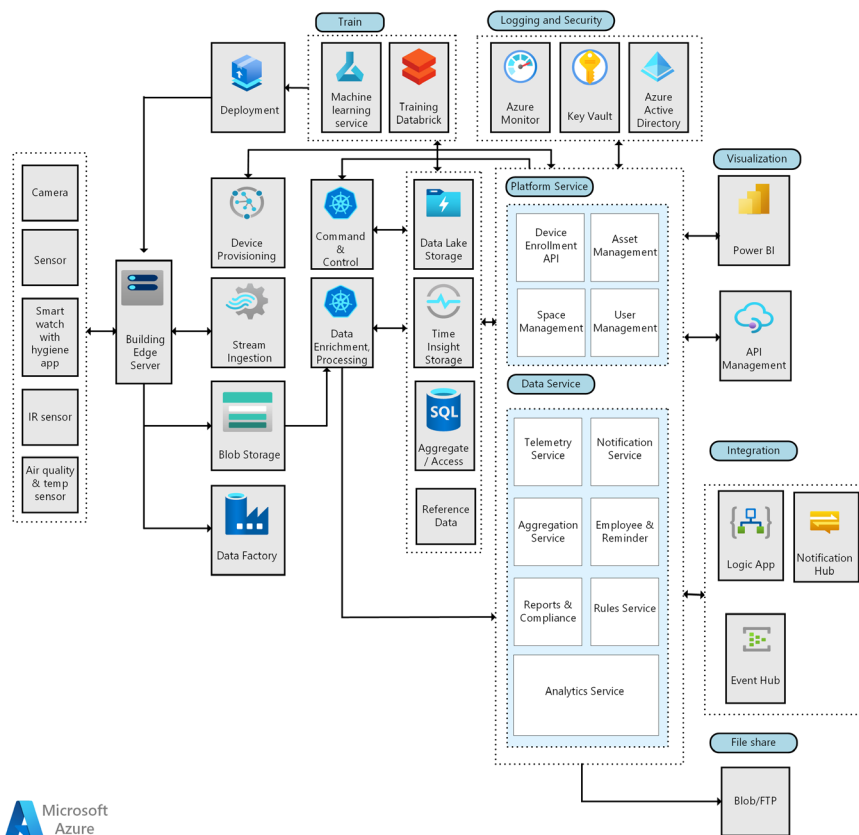 Train
Logging and Security
Deployment
Machine
learning
service
Training
Databrick
Azure
Monitor
Key Vault
Azure
Active
Directory
Camera
Sensor
Smart
watch
with
hygiene
app
IR sensor
Air quality
& temp
sensor
Building
Edge
Server
Device
Provisioning
Stream
Ingestion
Blob Storage
Data Factory
Command
&
Control
Data
Enrichment,
Processing
Data Lake
Storage
Time
Insight
Storage
SQL
Aggregate
/ Access
Reference
Data
Platform Service
Device
Enrollment
API
Asset
Management
Space
Management
User
Management
Data Service
Telemetry
Service
Notification
Service
Aggregation
Service
Employee &
Reminder
Reports &
Compliance
Rules Service
Analytics Service
Visualization
Power BI
API
Management
Integration
Logic App
Notification
Hub
Event Hub
File share
Blob/FTP
Microsoft
Azure